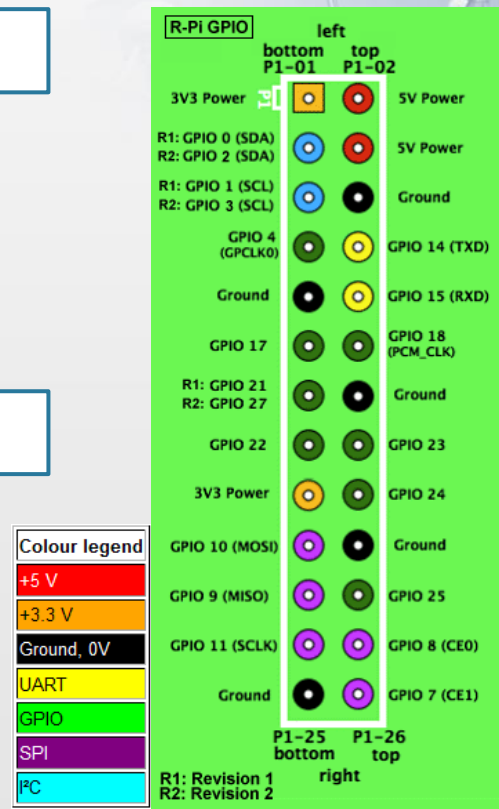 R-Pi GPIO
left
bottom top
P1-01 P1-02
P1
3V3 Power 5V Power
R1: GPIO 0 (SDA)
R2: GPIO 2 (SDA)
5V Power
R1: GPIO 1 (SCL)
R2: GPIO 3 (SCL)
Ground
GPIO 4
(GPCLK0)
GPIO 14 (TXD)
Ground GPIO 15 (RXD)
GPIO 17
GPIO 18
(PCM_CLK)
R1: GPIO 21
R2: GPIO 27
Ground
GPIO 22 GPIO 23
3V3 Power GPIO 24
GPIO 10 (MOSI) Ground
GPIO 9 (MISO) GPIO 25
GPIO 11 (SCLK) GPIO 8 (CE0)
Ground GPIO 7 (CE1)
P1-25 P1-26
bottom top
right
R1: Revision 1
R2: Revision 2
Colour legend
+5 V
+3.3 V
Ground, 0V
UART
GPIO
SPI
I²C